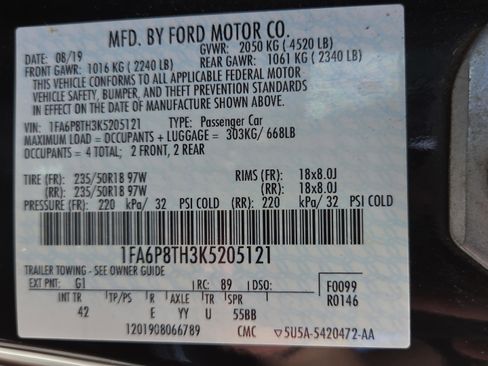 MFD. BY FORD MOTOR CO.
DATE: 08/19 GVWR: 2050 KG (4520 LB)
FRONT GAWR: 1016 KG (2240 LB) REAR GAWR: 1061 KG (2340 LB)
THIS VEHICLE CONFORMS TO ALL APPLICABLE FEDERAL MOTOR
VEHICLE SAFETY, BUMPER, AND THEFT PREVENTION STANDARDS
IN EFFECT ON THE DATE OF MANUFACTURE SHOWN ABOVE.
VIN: 1FA6P8TH3K5205121 TYPE: Passenger Car
MAXIMUM LOAD = OCCUPANTS + LUGGAGE = 303KG/ 668LB
OCCUPANTS = 4 TOTAL; 2 FRONT, 2 REAR
TIRE (FR): 235/50R18 97W RIMS (FR): 18x8.0J
(RR): 235/50R18 97W (RR): 18x8.0J
PRESSURE (FR): 220 kPa/ 32 PSI COLD (RR): 220 kPa/ 32 PSI COLD
1FA6P8TH3K5205121
TRAILER TOWING - SEE OWNER GUIDE
EXT PNT: G1 RC: 89 DSO: F0099
INT TR TP/PS R AXLE TR SPR R0146
42 E YY U 55BB
1201908066789 CMC 5U5A-5420472-AA